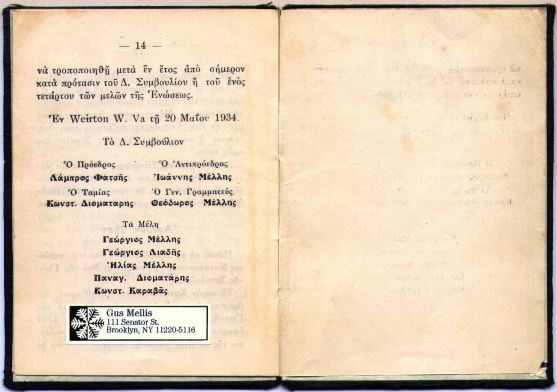 — 14 —
νὰ τροποποιηθῇ μετὰ ἓν ἔτος ἀπὸ σήμερον
κατὰ πρότασιν τοῦ Δ. Συμβουλίου ἢ τοῦ ἑνὸς
τετάρτου τῶν μελῶν τῆς Ἑνώσεως.
Ἐν Weirton W. Va τῇ 20 Μαΐου 1934.
Τὸ Δ. Συμβούλιον
Ὁ Πρόεδρος Ὁ Ἀντιπρόεδρος
Λάμπρος Φατσῆς Ἰωάννης Μέλλης
Ὁ Ταμίας Ὁ Γεν. Γραμματεὺς
Κωνστ. Διοματαρης Θεόδωρος Μέλλης
Τὰ Μέλη
Γεώργιος Μέλλης
Γεώργιος Λιαδῆς
Ἠλίας Μέλλης
Παναγ. Διοματάρης
Κωνστ. Καραβᾶς
Gus Mellis
111 Senator St.
Brooklyn, NY 11220-5116